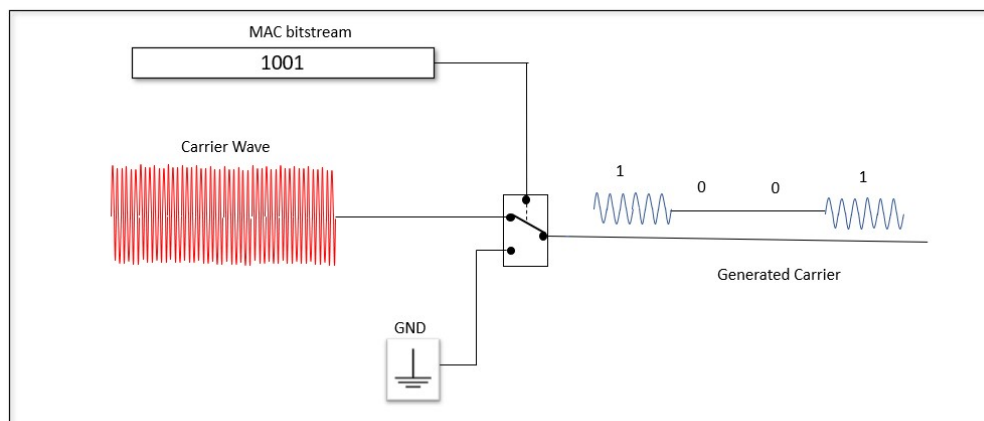 MAC bitstream
1001
Carrier Wave
1
0
0
1
Generated Carrier
GND